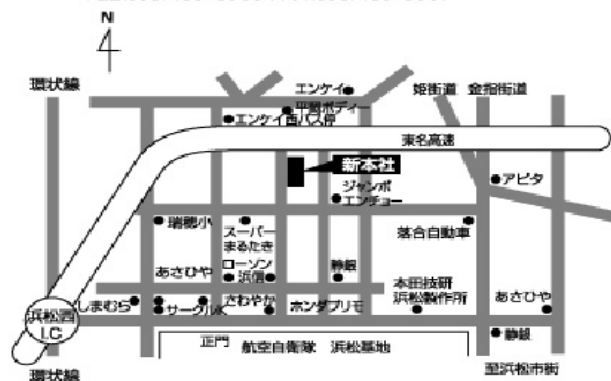 N
環状線
エンケイ
平岡ボディー
姫街道 金指街道
エンケイ西バス停
東名高速
新本社
アピタ
ジャンボ
エンチョー
瑞穂小
スーパー
まるたき
落合自動車
あさひや
ローソン
浜信
静銀
しまむら
サークルK
さわやか
ホンダプリモ
本田技研
浜松製作所
あさひや
浜松西
I.C
正門 航空自衛隊 浜松基地
静銀
環状線
至浜松市街